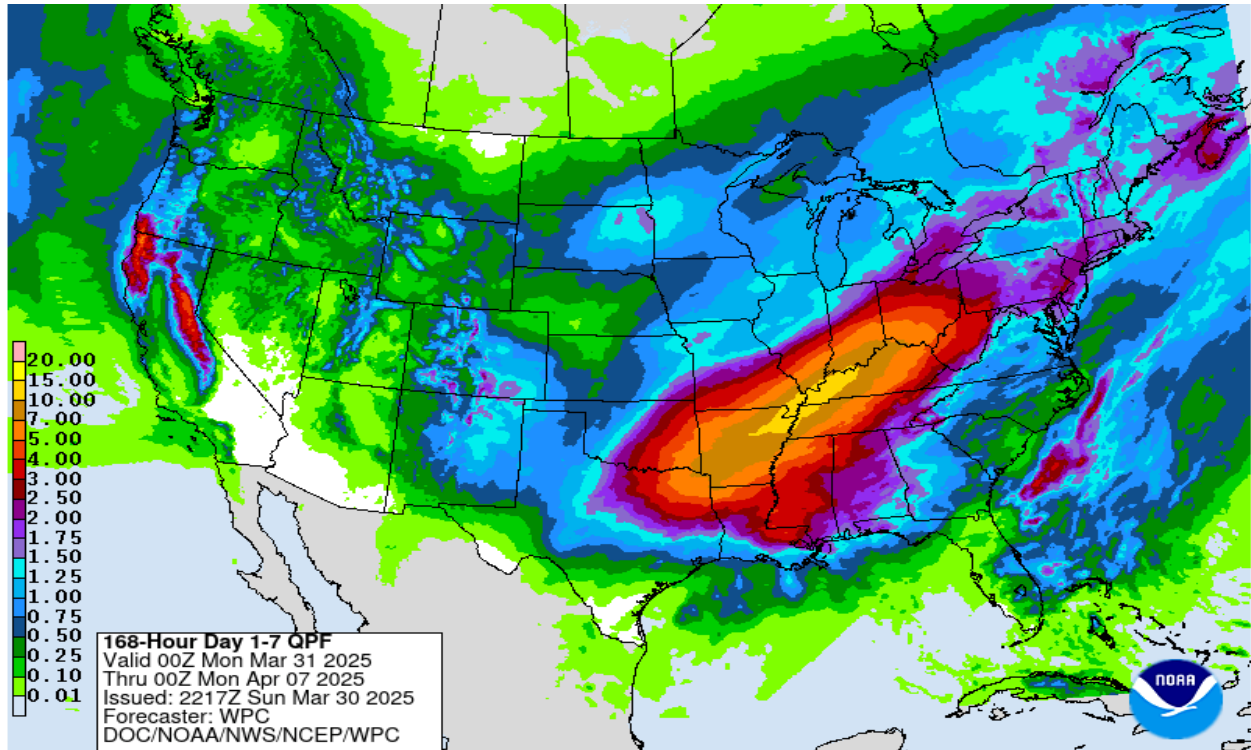 20.00
15.00
10.00
7.00
5.00
4.00
3.00
2.50
2.00
1.75
1.50
1.25
1.00
0.75
0.50
0.25
0.10
0.01
168-Hour Day 1-7 QPF
Valid 00Z Mon Mar 31 2025
Thru 00Z Mon Apr 07 2025
Issued: 2217Z Sun Mar 30 2025
Forecaster: WPC
DOC/NOAA/NWS/NCEP/WPC
NOAA